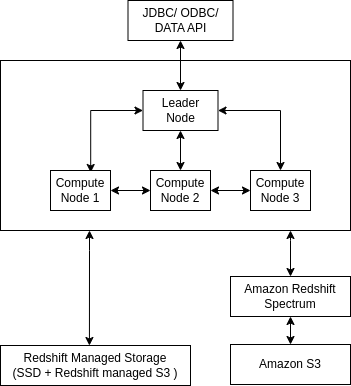 JDBC/ ODBC/
DATA API
Leader
Node
Compute
Node 1
Compute
Node 2
Compute
Node 3
Amazon Redshift
Spectrum
Redshift Managed Storage
(SSD + Redshift managed S3 )
Amazon S3